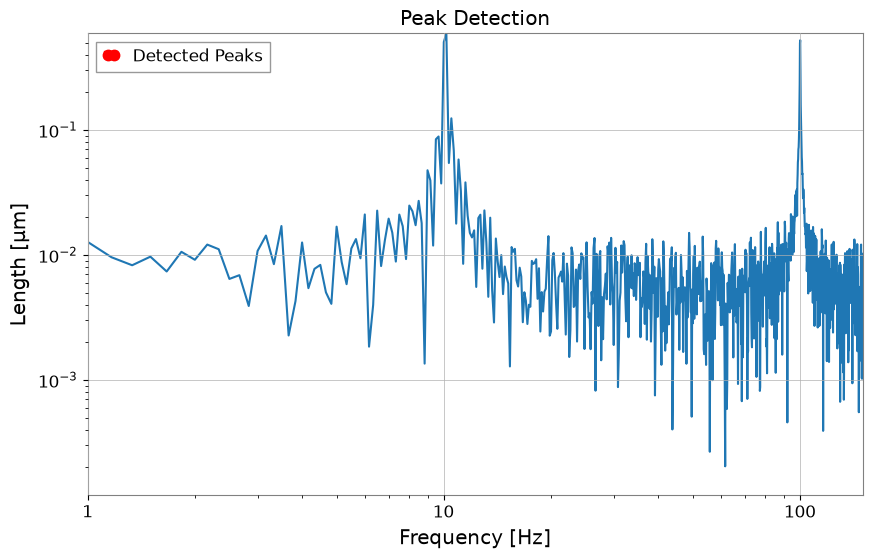 Peak Detection
Detected Peaks
10⁻¹
10⁻²
10⁻³
Length [µm]
1
10
100
Frequency [Hz]